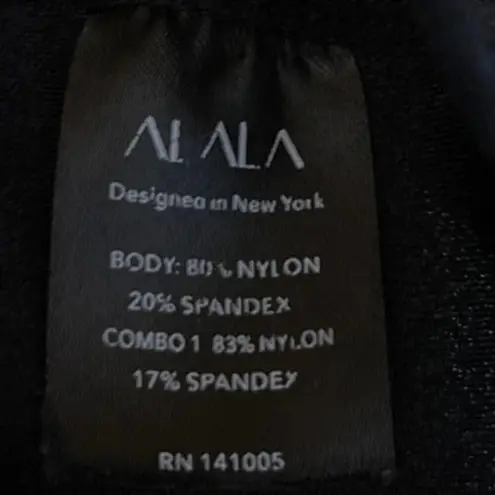 ALALA
Designed in New York
BODY: 80% NYLON
20% SPANDEX
COMBO 1 83% NYLON
17% SPANDEX
RN 141005